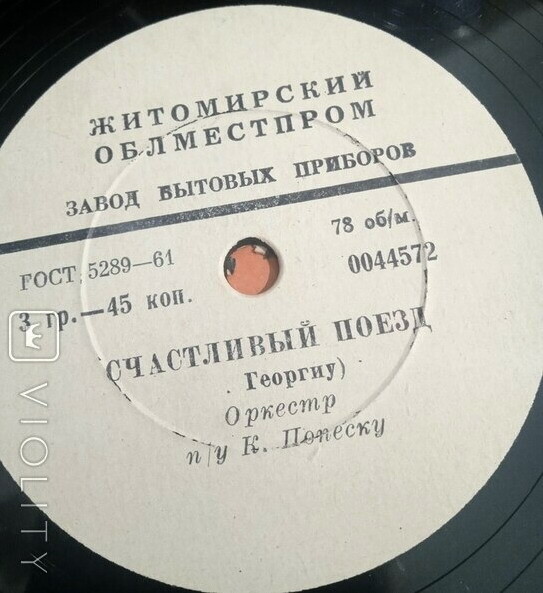 ЖИТОМИРСКИЙ
ОБЛМЕСТПРОМ
ЗАВОД БЫТОВЫХ ПРИБОРОВ
ГОСТ 5289—61
78 об/м.
3 гр.—45 коп.
0044572
СЧАСТЛИВЫЙ ПОЕЗД
. Георгиу)
Оркестр
п/у К. Попеску
VIOLITY